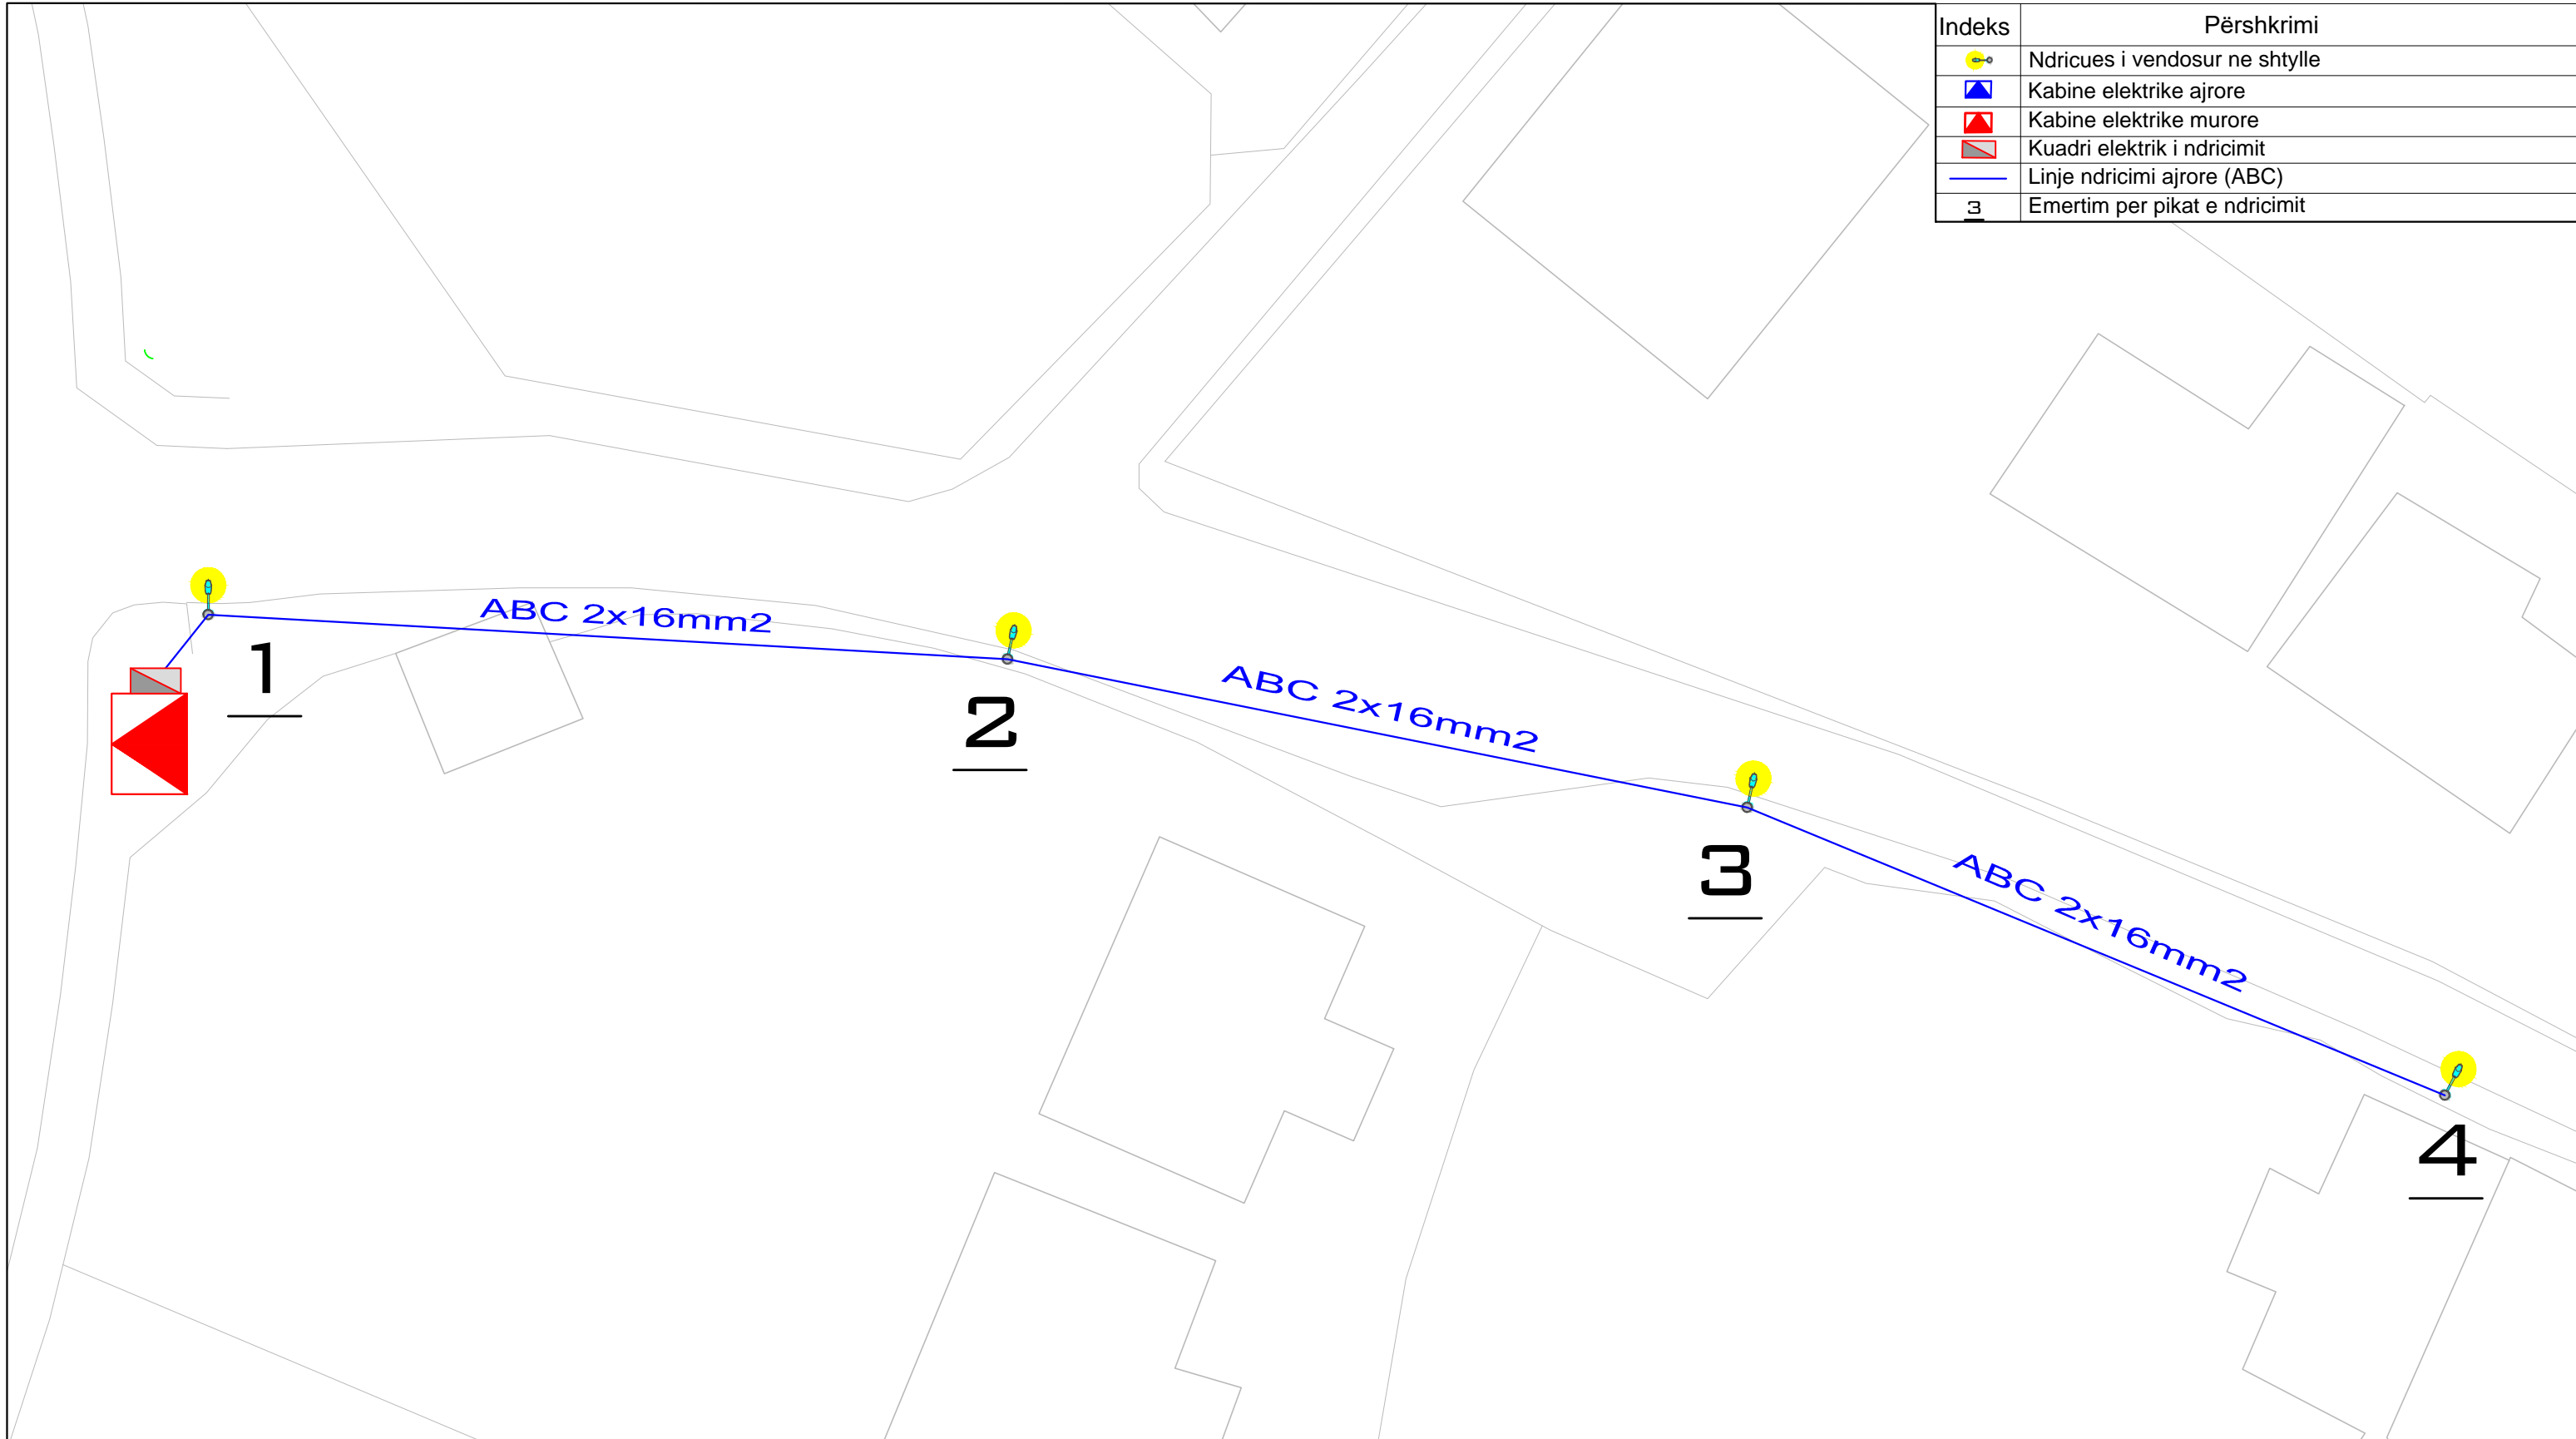 Indeks Përshkrimi
Ndricues i vendosur ne shtylle
Kabine elektrike ajrore
Kabine elektrike murore
Kuadri elektrik i ndricimit
Linje ndricimi ajrore (ABC)
3 Emertim per pikat e ndricimit
ABC 2x16mm2
1
2
ABC 2x16mm2
3
ABC 2x16mm2
4